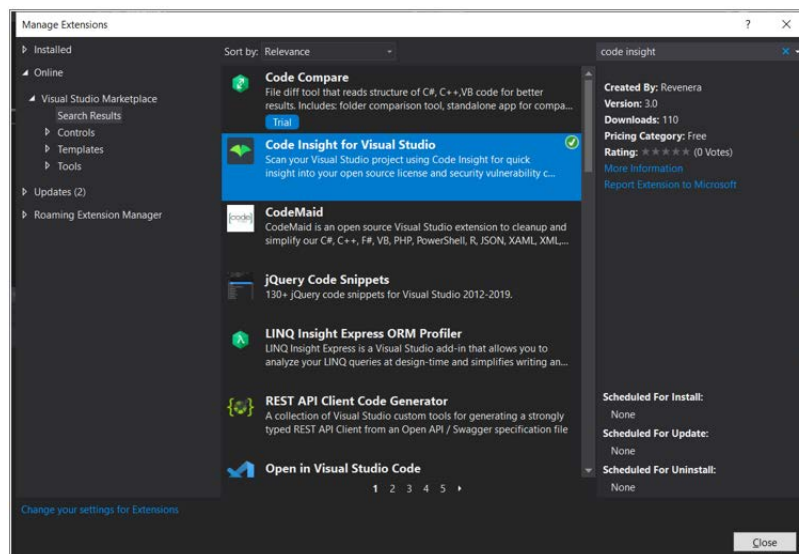 Manage Extensions
?
Installed
Online
Visual Studio Marketplace
Search Results
Controls
Templates
Tools
Updates (2)
Roaming Extension Manager
Change your settings for Extensions
Sort by: Relevance
Code Compare
File diff tool that reads structure of C#, C++,VB code for better
results. Includes: folder comparison tool, standalone app for compa...
Trial
Code Insight for Visual Studio
Scan your Visual Studio project using Code Insight for quick
insight into your open source license and security vulnerability c...
[code]
CodeMaid
CodeMaid is an open source Visual Studio extension to cleanup and
simplify our C#, C++, F#, VB, PHP, PowerShell, R, JSON, XAML, XML,...
jQuery Code Snippets
130+ jQuery code snippets for Visual Studio 2012-2019.
LINQ Insight Express ORM Profiler
LINQ Insight Express is a Visual Studio add-in that allows you to
analyze your LINQ queries at design-time and simplifies writing an...
REST API Client Code Generator
A collection of Visual Studio custom tools for generating a strongly
typed REST API Client from an Open API / Swagger specification file
Open in Visual Studio Code
1 2 3 4 5
code insight
Created By: Revenera
Version: 3.0
Downloads: 110
Pricing Category: Free
Rating: (0 Votes)
More Information
Report Extension to Microsoft
Scheduled For Install:
None
Scheduled For Update:
None
Scheduled For Uninstall:
None
Close